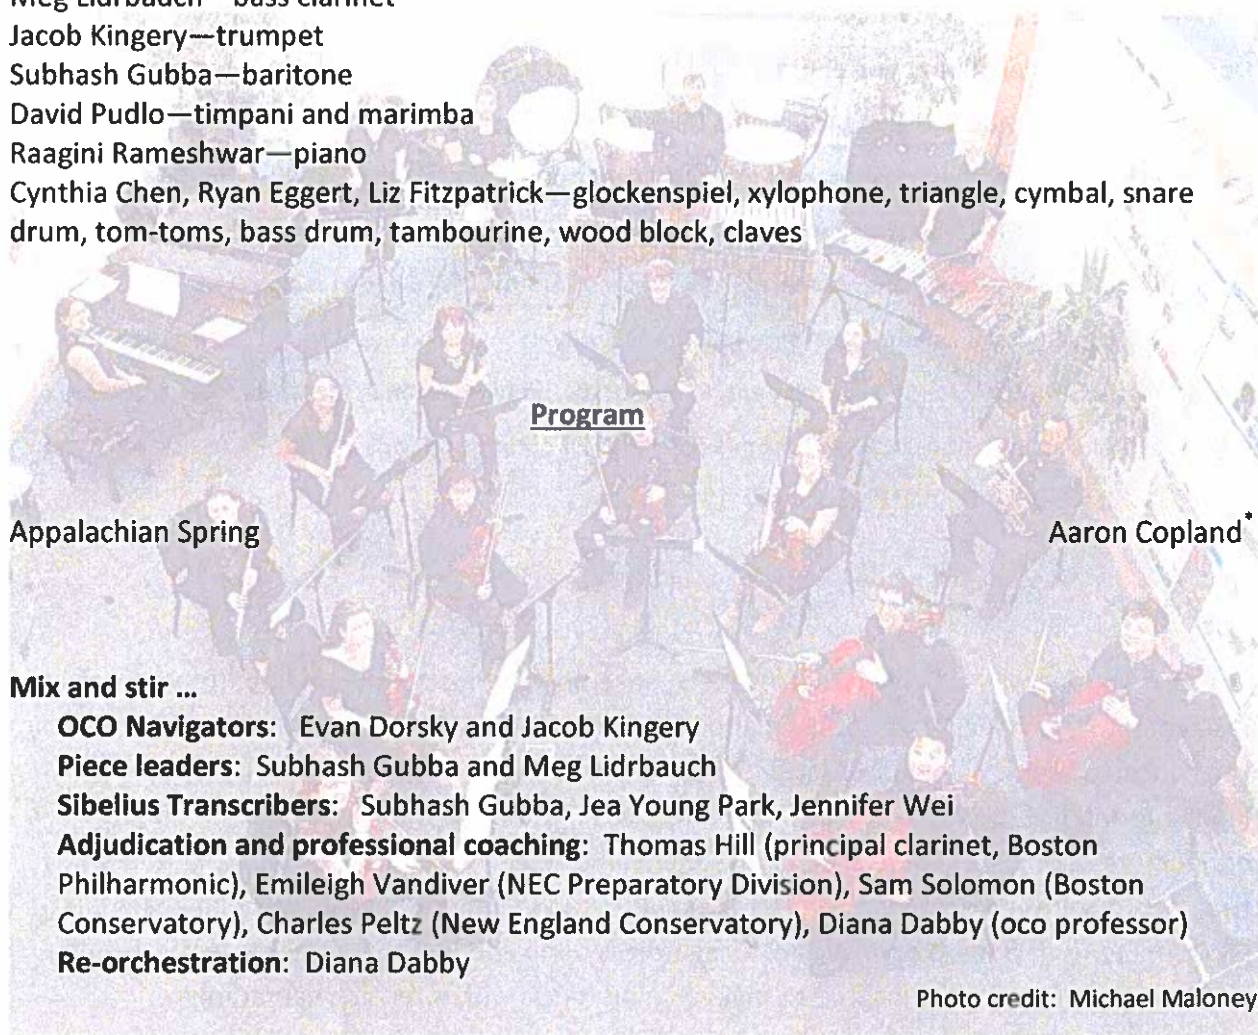 Meg Lidrbauch—bass clarinet
Jacob Kingery—trumpet
Subhash Gubba—baritone
David Pudlo—timpani and marimba
Raagini Rameshwar—piano
Cynthia Chen, Ryan Eggert, Liz Fitzpatrick—glockenspiel, xylophone, triangle, cymbal, snare
drum, tom-toms, bass drum, tambourine, wood block, claves
Program
Appalachian Spring Aaron Copland*
Mix and stir ...
OCO Navigators: Evan Dorsky and Jacob Kingery
Piece leaders: Subhash Gubba and Meg Lidrbauch
Sibelius Transcribers: Subhash Gubba, Jea Young Park, Jennifer Wei
Adjudication and professional coaching: Thomas Hill (principal clarinet, Boston
Philharmonic), Emileigh Vandiver (NEC Preparatory Division), Sam Solomon (Boston
Conservatory), Charles Peltz (New England Conservatory), Diana Dabby (oco professor)
Re-orchestration: Diana Dabby
Photo credit: Michael Maloney